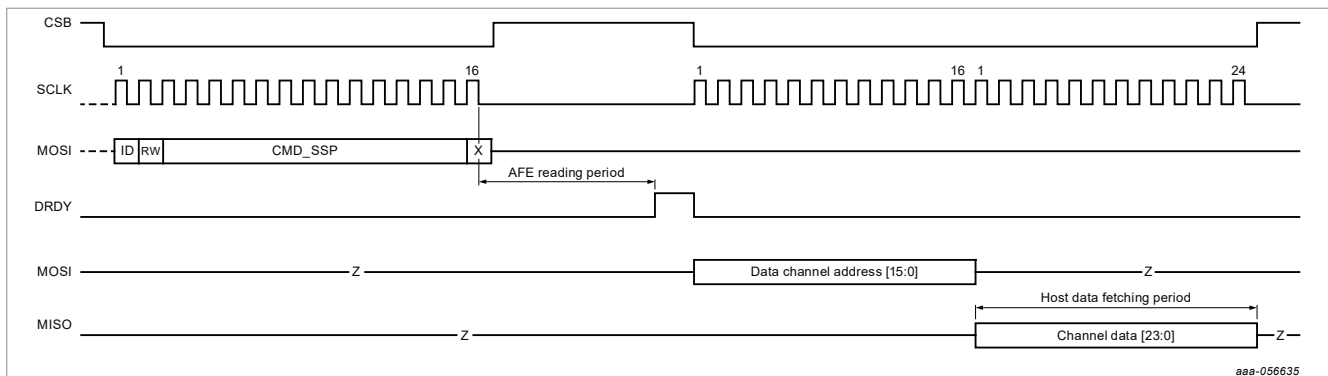 CSB
1 16 1 16 1 24
SCLK
MOSI ID RW CMD_SSP X
AFE reading period
DRDY
MOSI Z Data channel address [15:0] Z
Host data fetching period
MISO Z Channel data [23:0] Z
aaa-056635